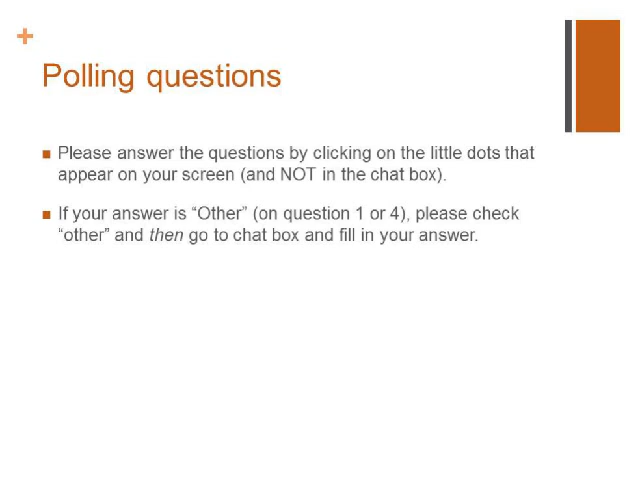 +
Polling questions
■ Please answer the questions by clicking on the little dots that
appear on your screen (and NOT in the chat box).
■ If your answer is “Other” (on question 1 or 4), please check
“other” and then go to chat box and fill in your answer.